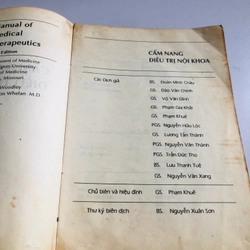 anual of
edical
erapeutics
Edition
ment of Medicine
ngton University
of Medicine
Missouri
Woodley
on Whelan M.D.
CẨM NANG
ĐIỀU TRỊ NỘI KHOA
Các Dịch giả
BS. Đoàn Minh Châu
GS. Đào Văn Chinh
GS. Vũ Văn Đính
GS. Phạm Gia Khải
GS. Phạm Khuê
PGS. Nguyễn Hữu Lộc
GS. Lương Tấn Thành
PGS. Nguyễn Văn Thành
PGS. Trần Đức Thọ
BS. Lưu Thanh Tuệ
GS. Nguyễn Văn Xang
Chủ biên và hiệu đính GS. Phạm Khuê
Thư ký biên dịch BS. Nguyễn Xuân Sơn